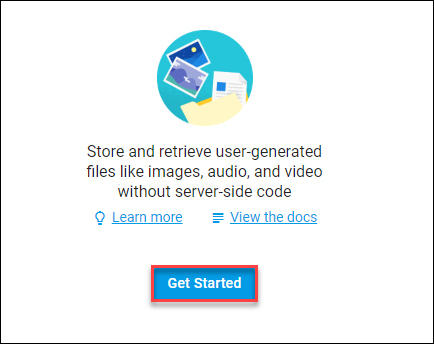 Store and retrieve user-generated
files like images, audio, and video
without server-side code
Learn more View the docs
Get Started